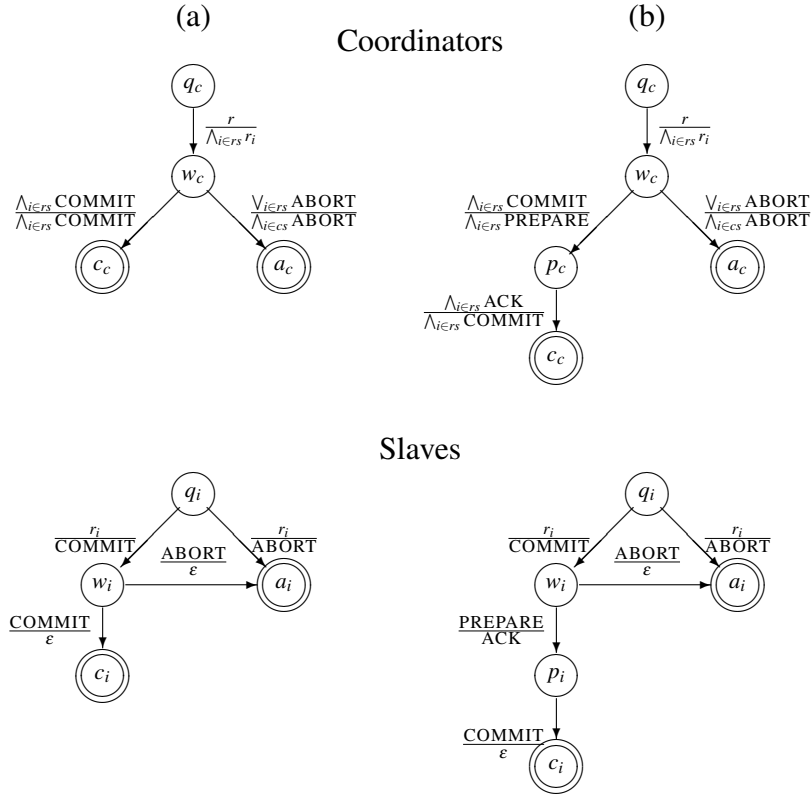 (a) (b)
Coordinators
q_c q_c
r r
⋀_{i∈rs} r_i ⋀_{i∈rs} r_i
w_c w_c
⋀_{i∈rs} COMMIT ⋁_{i∈rs} ABORT ⋀_{i∈rs} COMMIT ⋁_{i∈rs} ABORT
⋀_{i∈rs} COMMIT ⋀_{i∈cs} ABORT ⋀_{i∈rs} PREPARE ⋀_{i∈cs} ABORT
c_c a_c p_c a_c
⋀_{i∈rs} ACK
⋀_{i∈rs} COMMIT
c_c
Slaves
q_i q_i
r_i r_i r_i r_i
COMMIT ABORT COMMIT ABORT
ABORT ABORT
ε ε
w_i a_i w_i a_i
COMMIT PREPARE
ε ACK
c_i p_i
COMMIT
ε
c_i